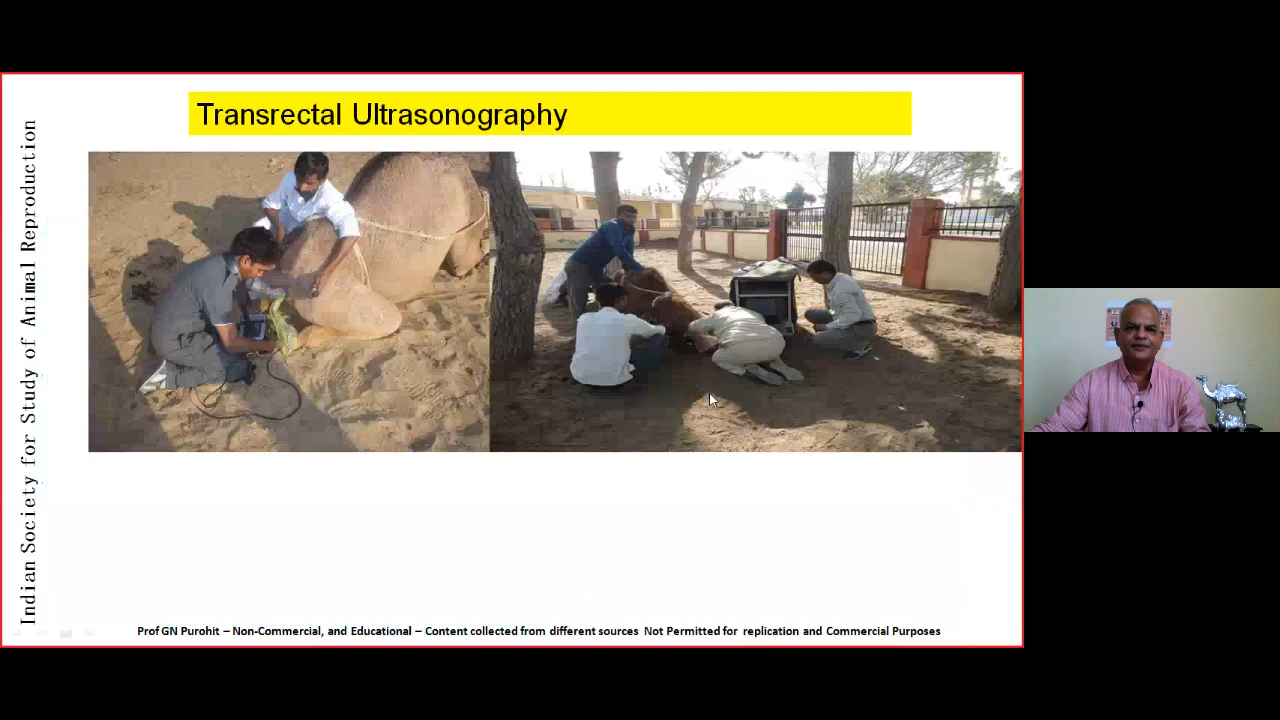 Transrectal Ultrasonography
Indian Society for Study of Animal Reproduction
Prof GN Purohit – Non-Commercial, and Educational – Content collected from different sources Not Permitted for replication and Commercial Purposes